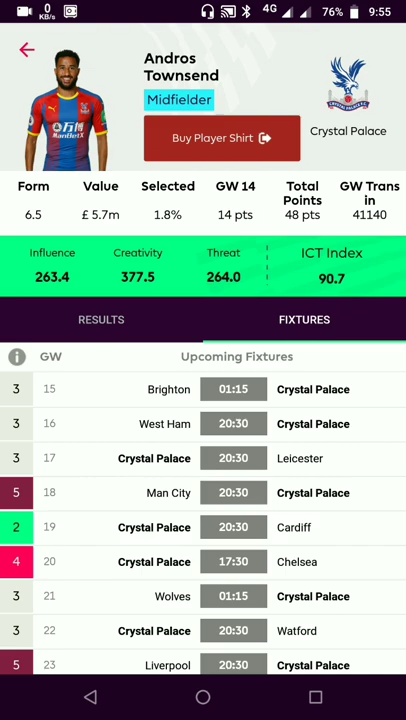 0
KB/s
4G
76%
9:55
Andros
Townsend
Midfielder
Buy Player Shirt
Crystal Palace
Form Value Selected GW 14 Total Points GW Trans in
6.5 £ 5.7m 1.8% 14 pts 48 pts 41140
Influence Creativity Threat ICT Index
263.4 377.5 264.0 90.7
RESULTS FIXTURES
GW Upcoming Fixtures
3 15 Brighton 01:15 Crystal Palace
3 16 West Ham 20:30 Crystal Palace
3 17 Crystal Palace 20:30 Leicester
5 18 Man City 20:30 Crystal Palace
2 19 Crystal Palace 20:30 Cardiff
4 20 Crystal Palace 17:30 Chelsea
3 21 Wolves 01:15 Crystal Palace
3 22 Crystal Palace 20:30 Watford
5 23 Liverpool 20:30 Crystal Palace